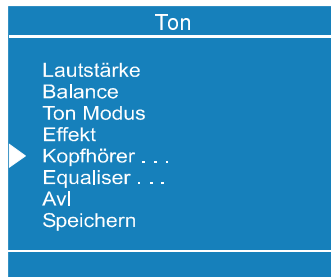 Ton
Lautstärke
Balance
Ton Modus
Effekt
Kopfhörer . . .
Equaliser . . .
Avl
Speichern